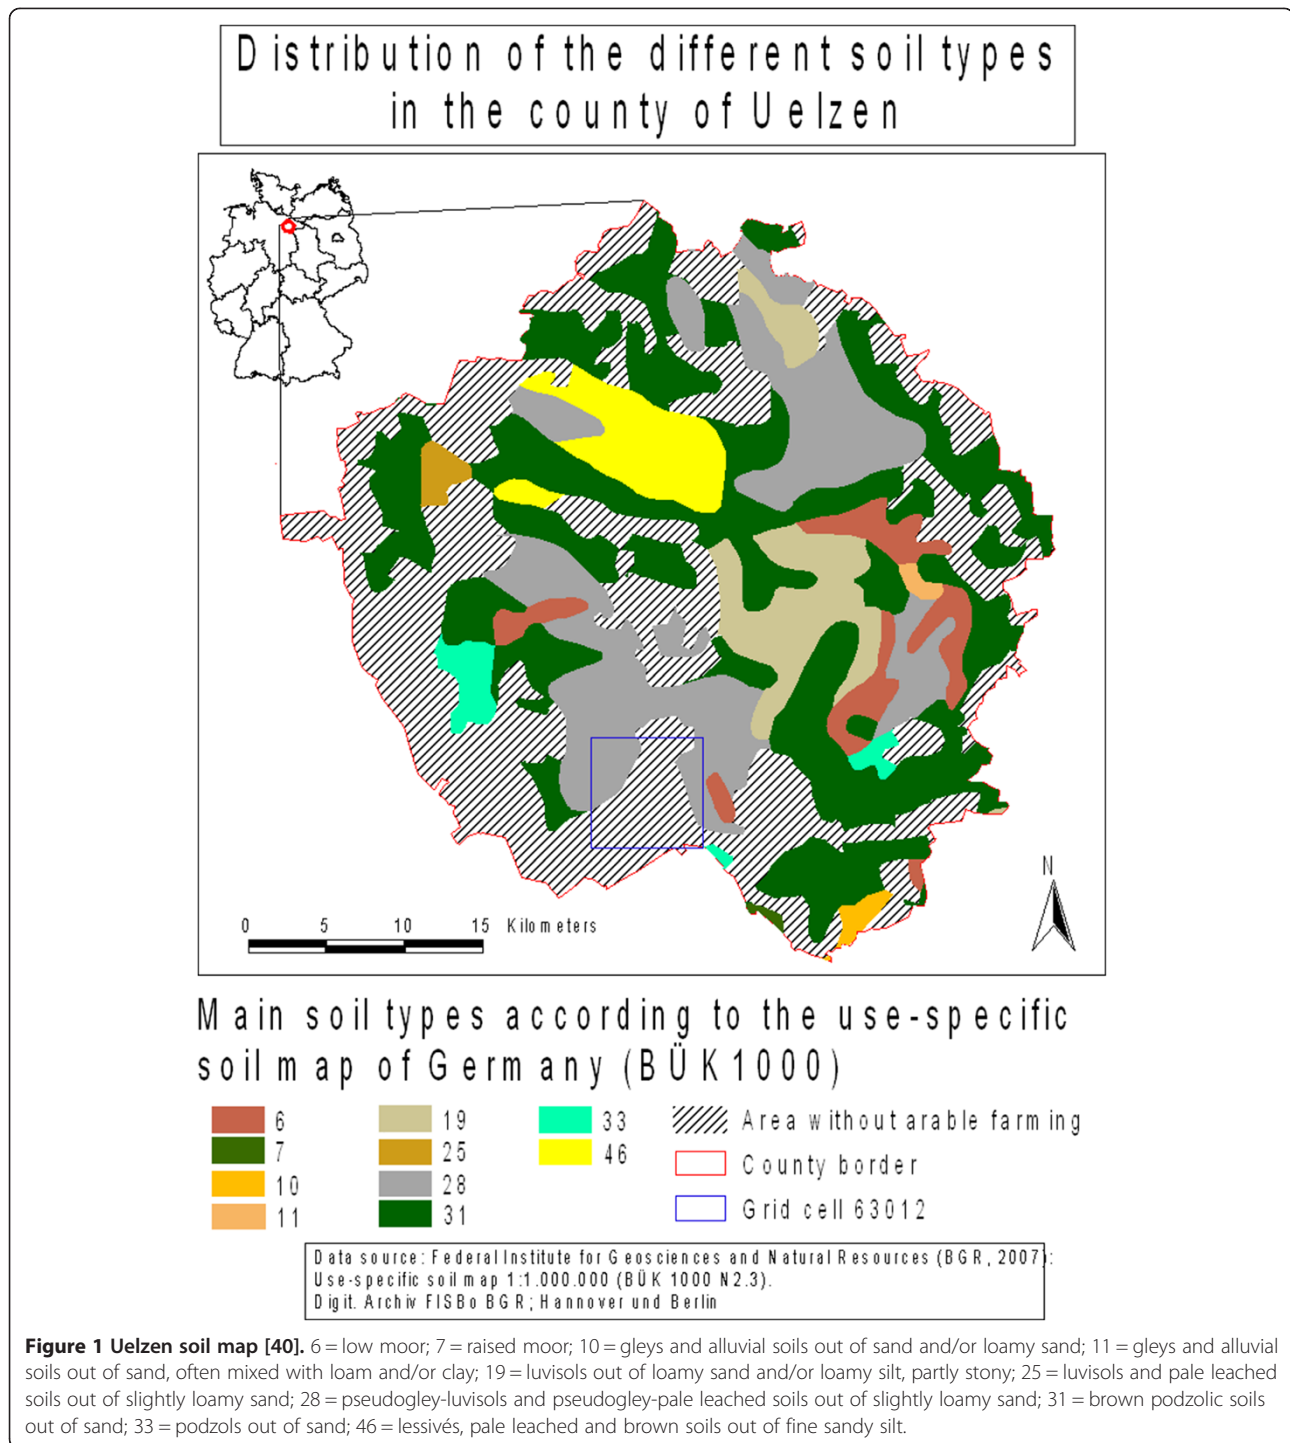 Distribution of the different soil types
in the county of Uelzen
N
0 5 10 15 Kilometers
Main soil types according to the use-specific
soil map of Germany (BÜK1000)
6 19 33 Area without arable farming
7 25 46 County border
10 28 Grid cell 63012
11 31
Data source: Federal Institute for Geosciences and Natural Resources (BGR, 2007):
Use-specific soil map 1:1.000.000 (BÜK 1000 N2.3).
Digit. Archiv FISBo BGR; Hannover und Berlin
Figure 1 Uelzen soil map [40]. 6 = low moor; 7 = raised moor; 10 = gleys and alluvial soils out of sand and/or loamy sand; 11 = gleys and alluvial
soils out of sand, often mixed with loam and/or clay; 19 = luvisols out of loamy sand and/or loamy silt, partly stony; 25 = luvisols and pale leached
soils out of slightly loamy sand; 28 = pseudogley-luvisols and pseudogley-pale leached soils out of slightly loamy sand; 31 = brown podzolic soils
out of sand; 33 = podzols out of sand; 46 = lessivés, pale leached and brown soils out of fine sandy silt.